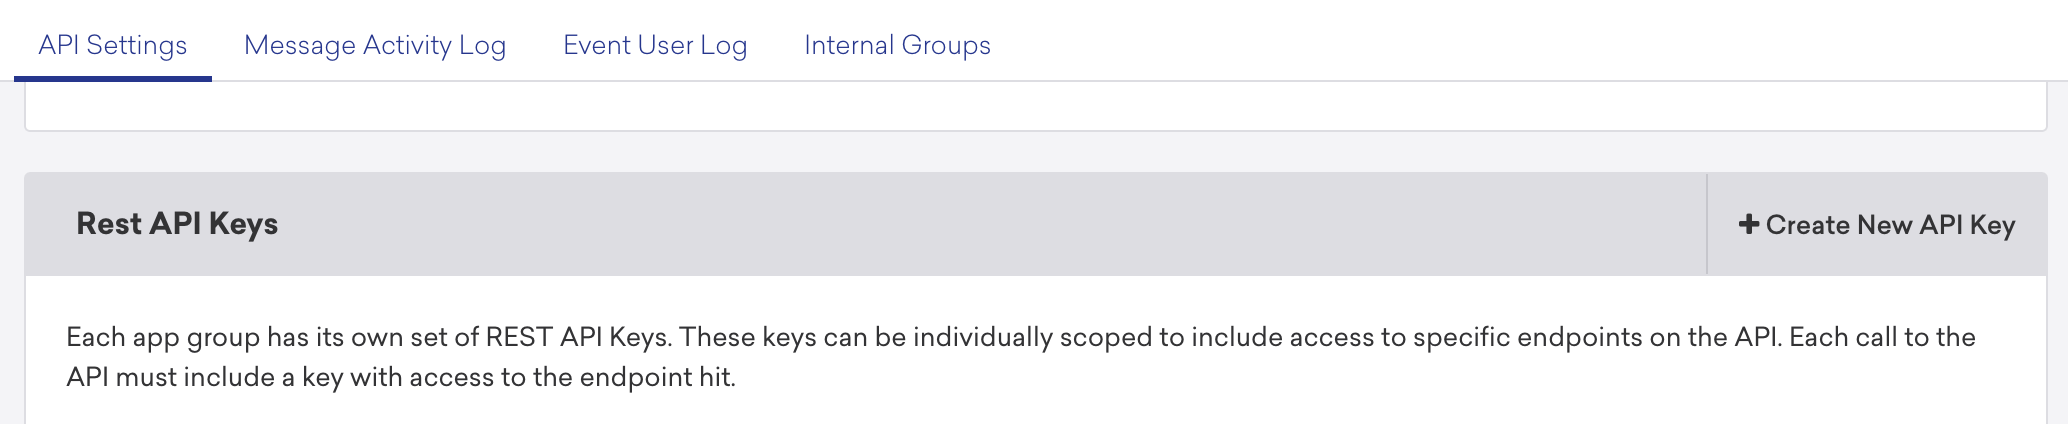 API Settings Message Activity Log Event User Log Internal Groups
Rest API Keys + Create New API Key
Each app group has its own set of REST API Keys. These keys can be individually scoped to include access to specific endpoints on the API. Each call to the
API must include a key with access to the endpoint hit.